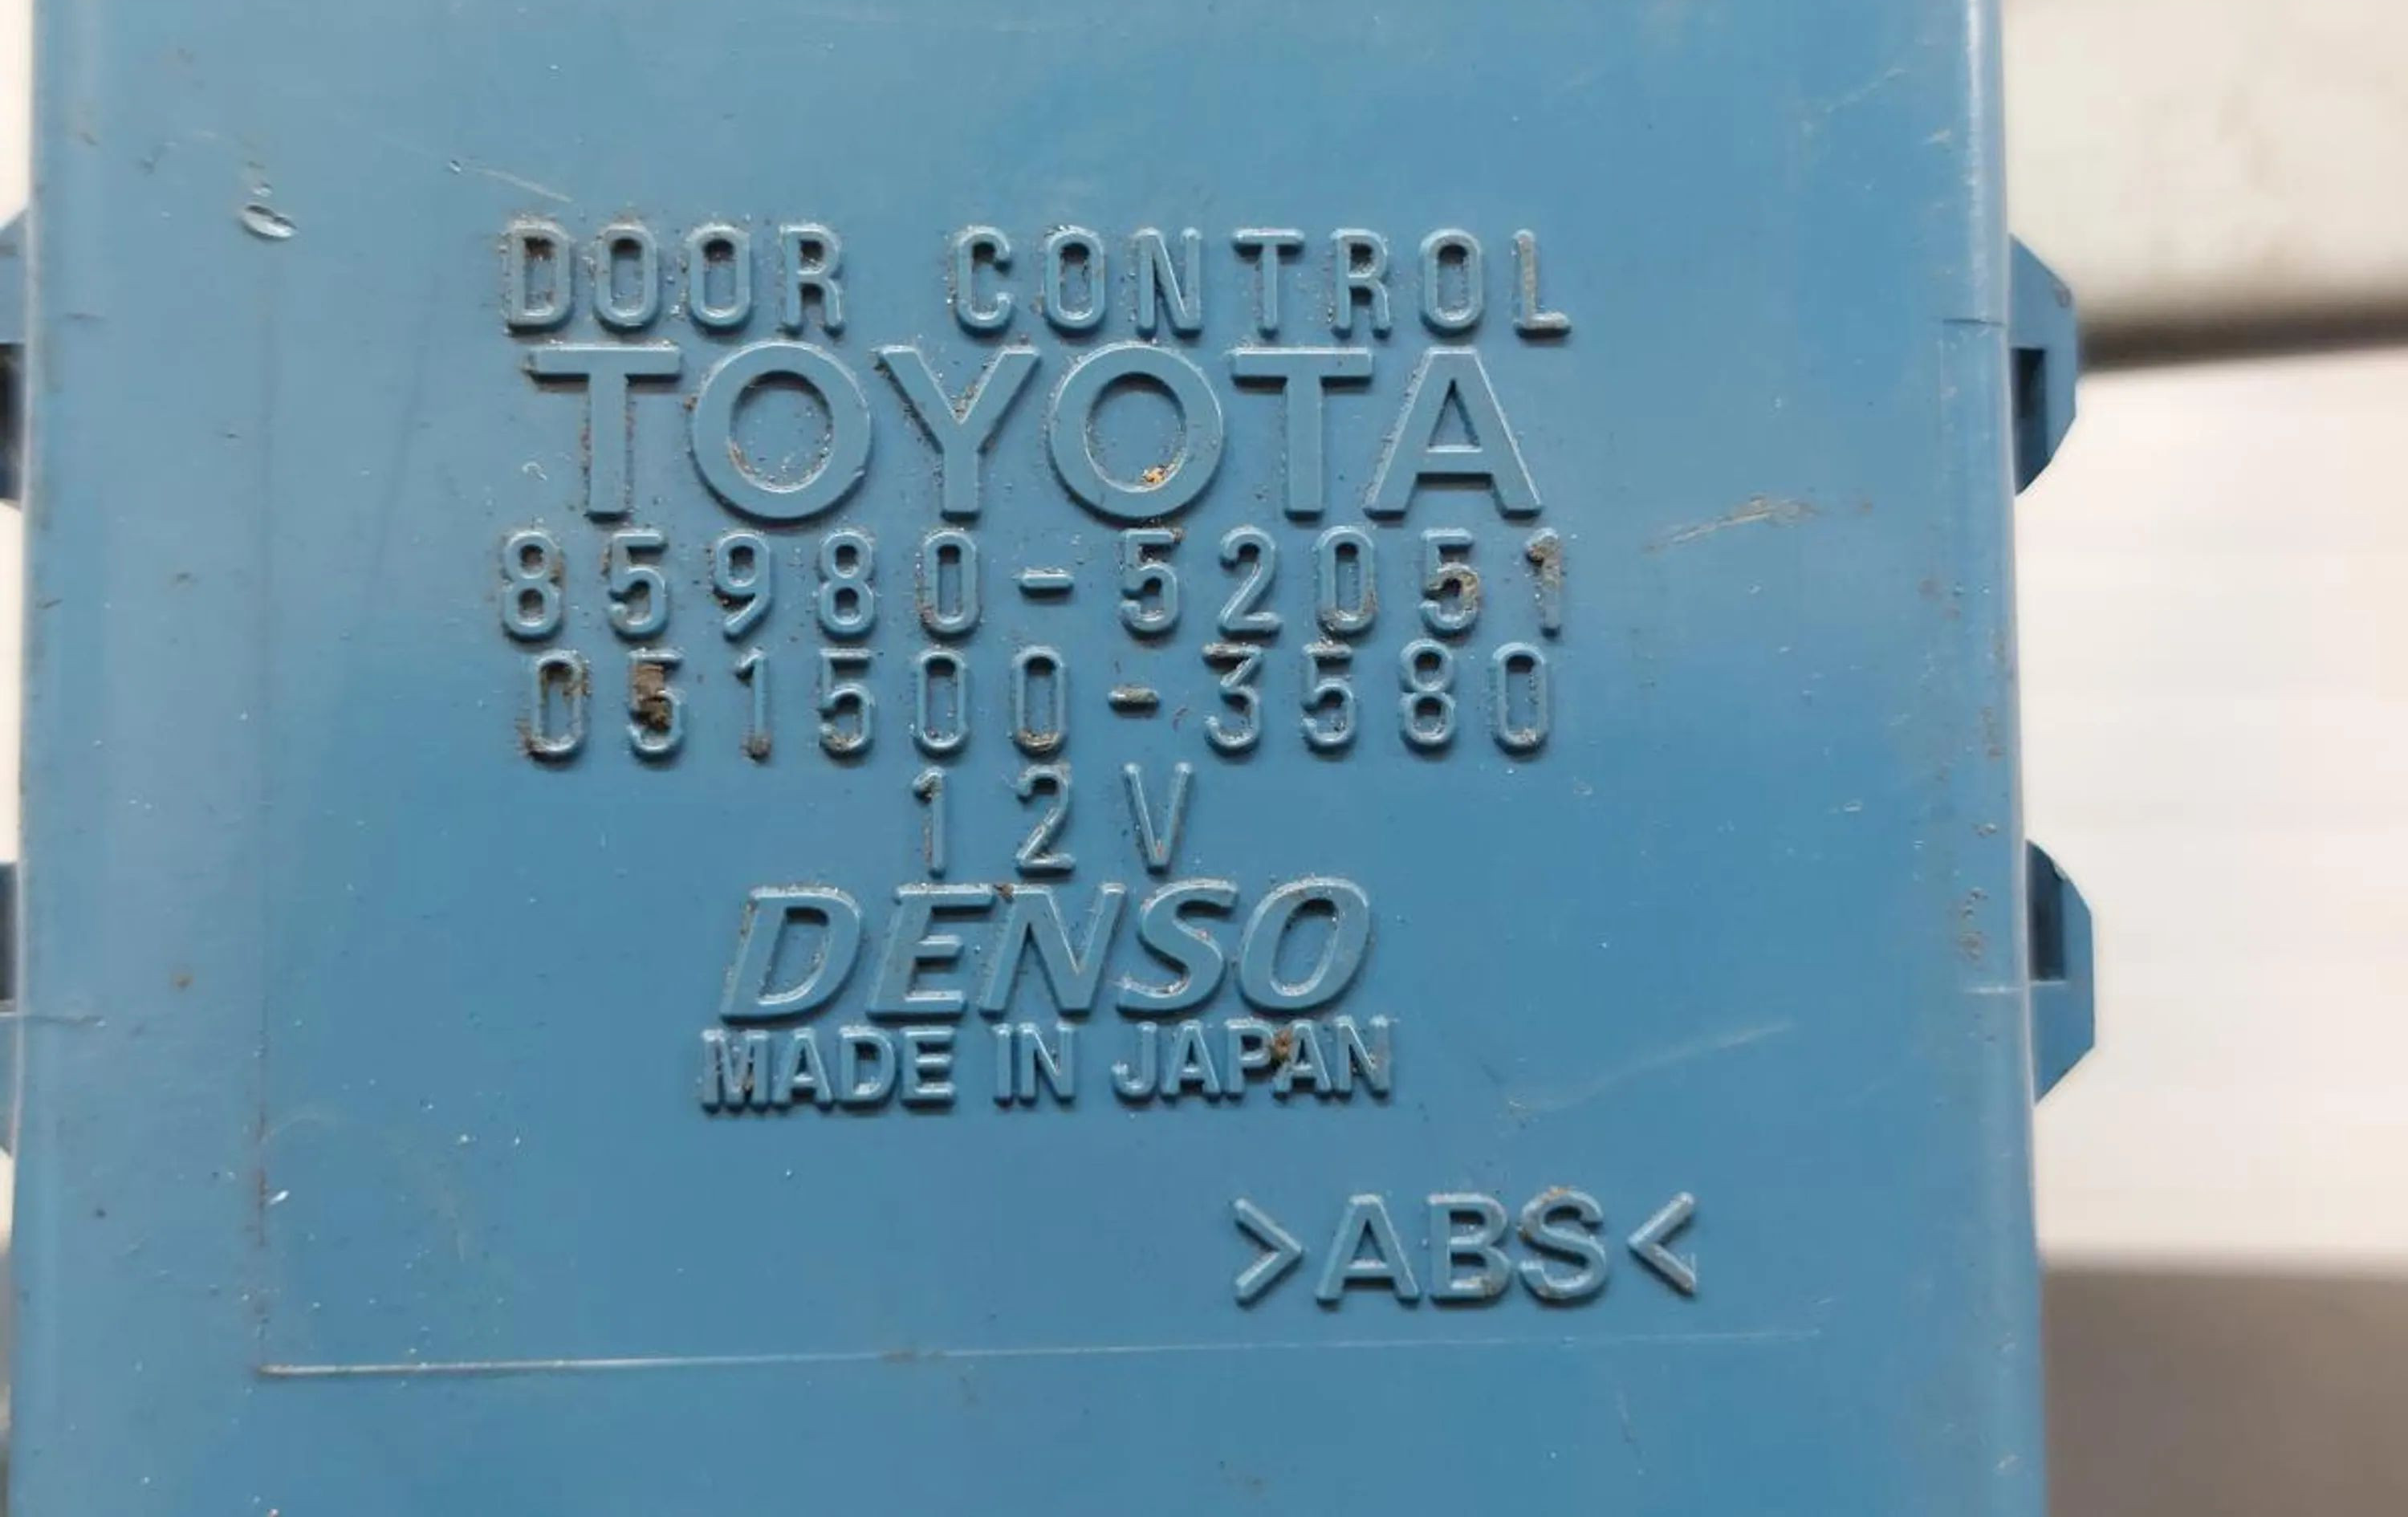 DOOR CONTROL
TOYOTA
85980-52051
051500-3580
12V
DENSO
MADE IN JAPAN
>ABS<